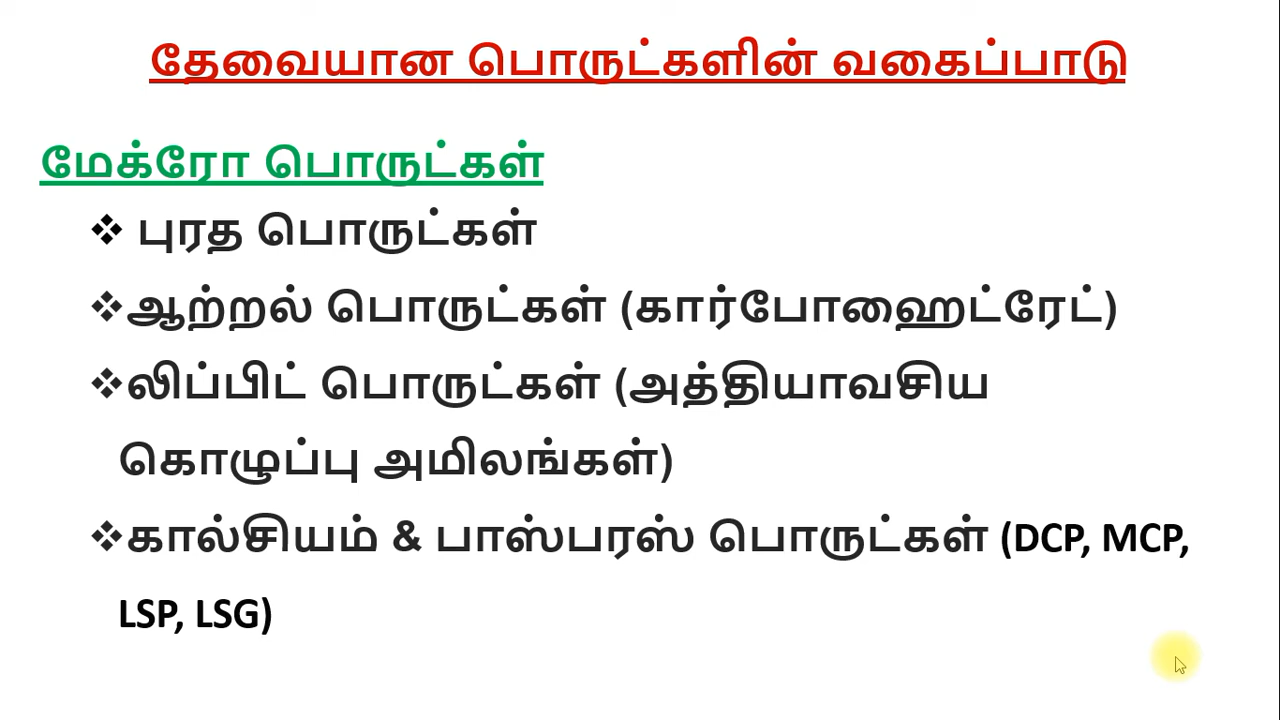 தேவையான பொருட்களின் வகைப்பாடு
மேக்ரோ பொருட்கள்
❖ புரத பொருட்கள்
❖ஆற்றல் பொருட்கள் (கார்போஹைட்ரேட்)
❖லிப்பிட் பொருட்கள் (அத்தியாவசிய
கொழுப்பு அமிலங்கள்)
❖கால்சியம் & பாஸ்பரஸ் பொருட்கள் (DCP, MCP,
LSP, LSG)